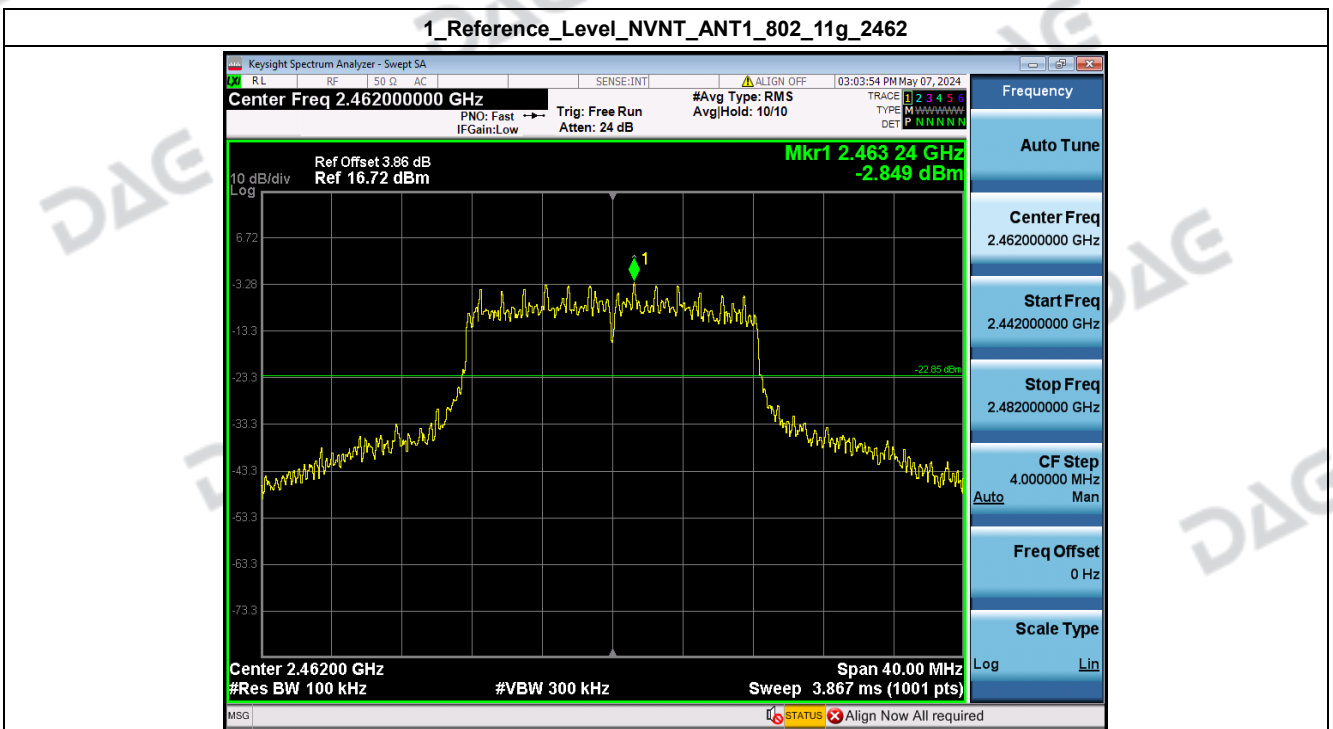 1_Reference_Level_NVNT_ANT1_802_11g_2462
Keysight Spectrum Analyzer - Swept SA
LXI RL RF 50 Ω AC SENSE:INT ALIGN OFF 03:03:54 PM May 07, 2024
Center Freq 2.462000000 GHz
PNO: Fast
IFGain:Low
Trig: Free Run
Atten: 24 dB
#Avg Type: RMS
Avg|Hold: 10/10
TRACE 1 2 3 4 5 6
TYPE M W W W W W
DET P N N N N N
Mkr1 2.463 24 GHz
-2.849 dBm
Ref Offset 3.86 dB
10 dB/div Ref 16.72 dBm
Log
6.72
-3.28
-13.3
-23.3
-33.3
-43.3
-53.3
-63.3
-73.3
1
-22.85 dBm
Center 2.46200 GHz Span 40.00 MHz
#Res BW 100 kHz #VBW 300 kHz Sweep 3.867 ms (1001 pts)
MSG STATUS Align Now All required
Frequency
Auto Tune
Center Freq
2.462000000 GHz
Start Freq
2.442000000 GHz
Stop Freq
2.482000000 GHz
CF Step
4.000000 MHz
Auto Man
Freq Offset
0 Hz
Scale Type
Log Lin
DAG
DAG
DAG